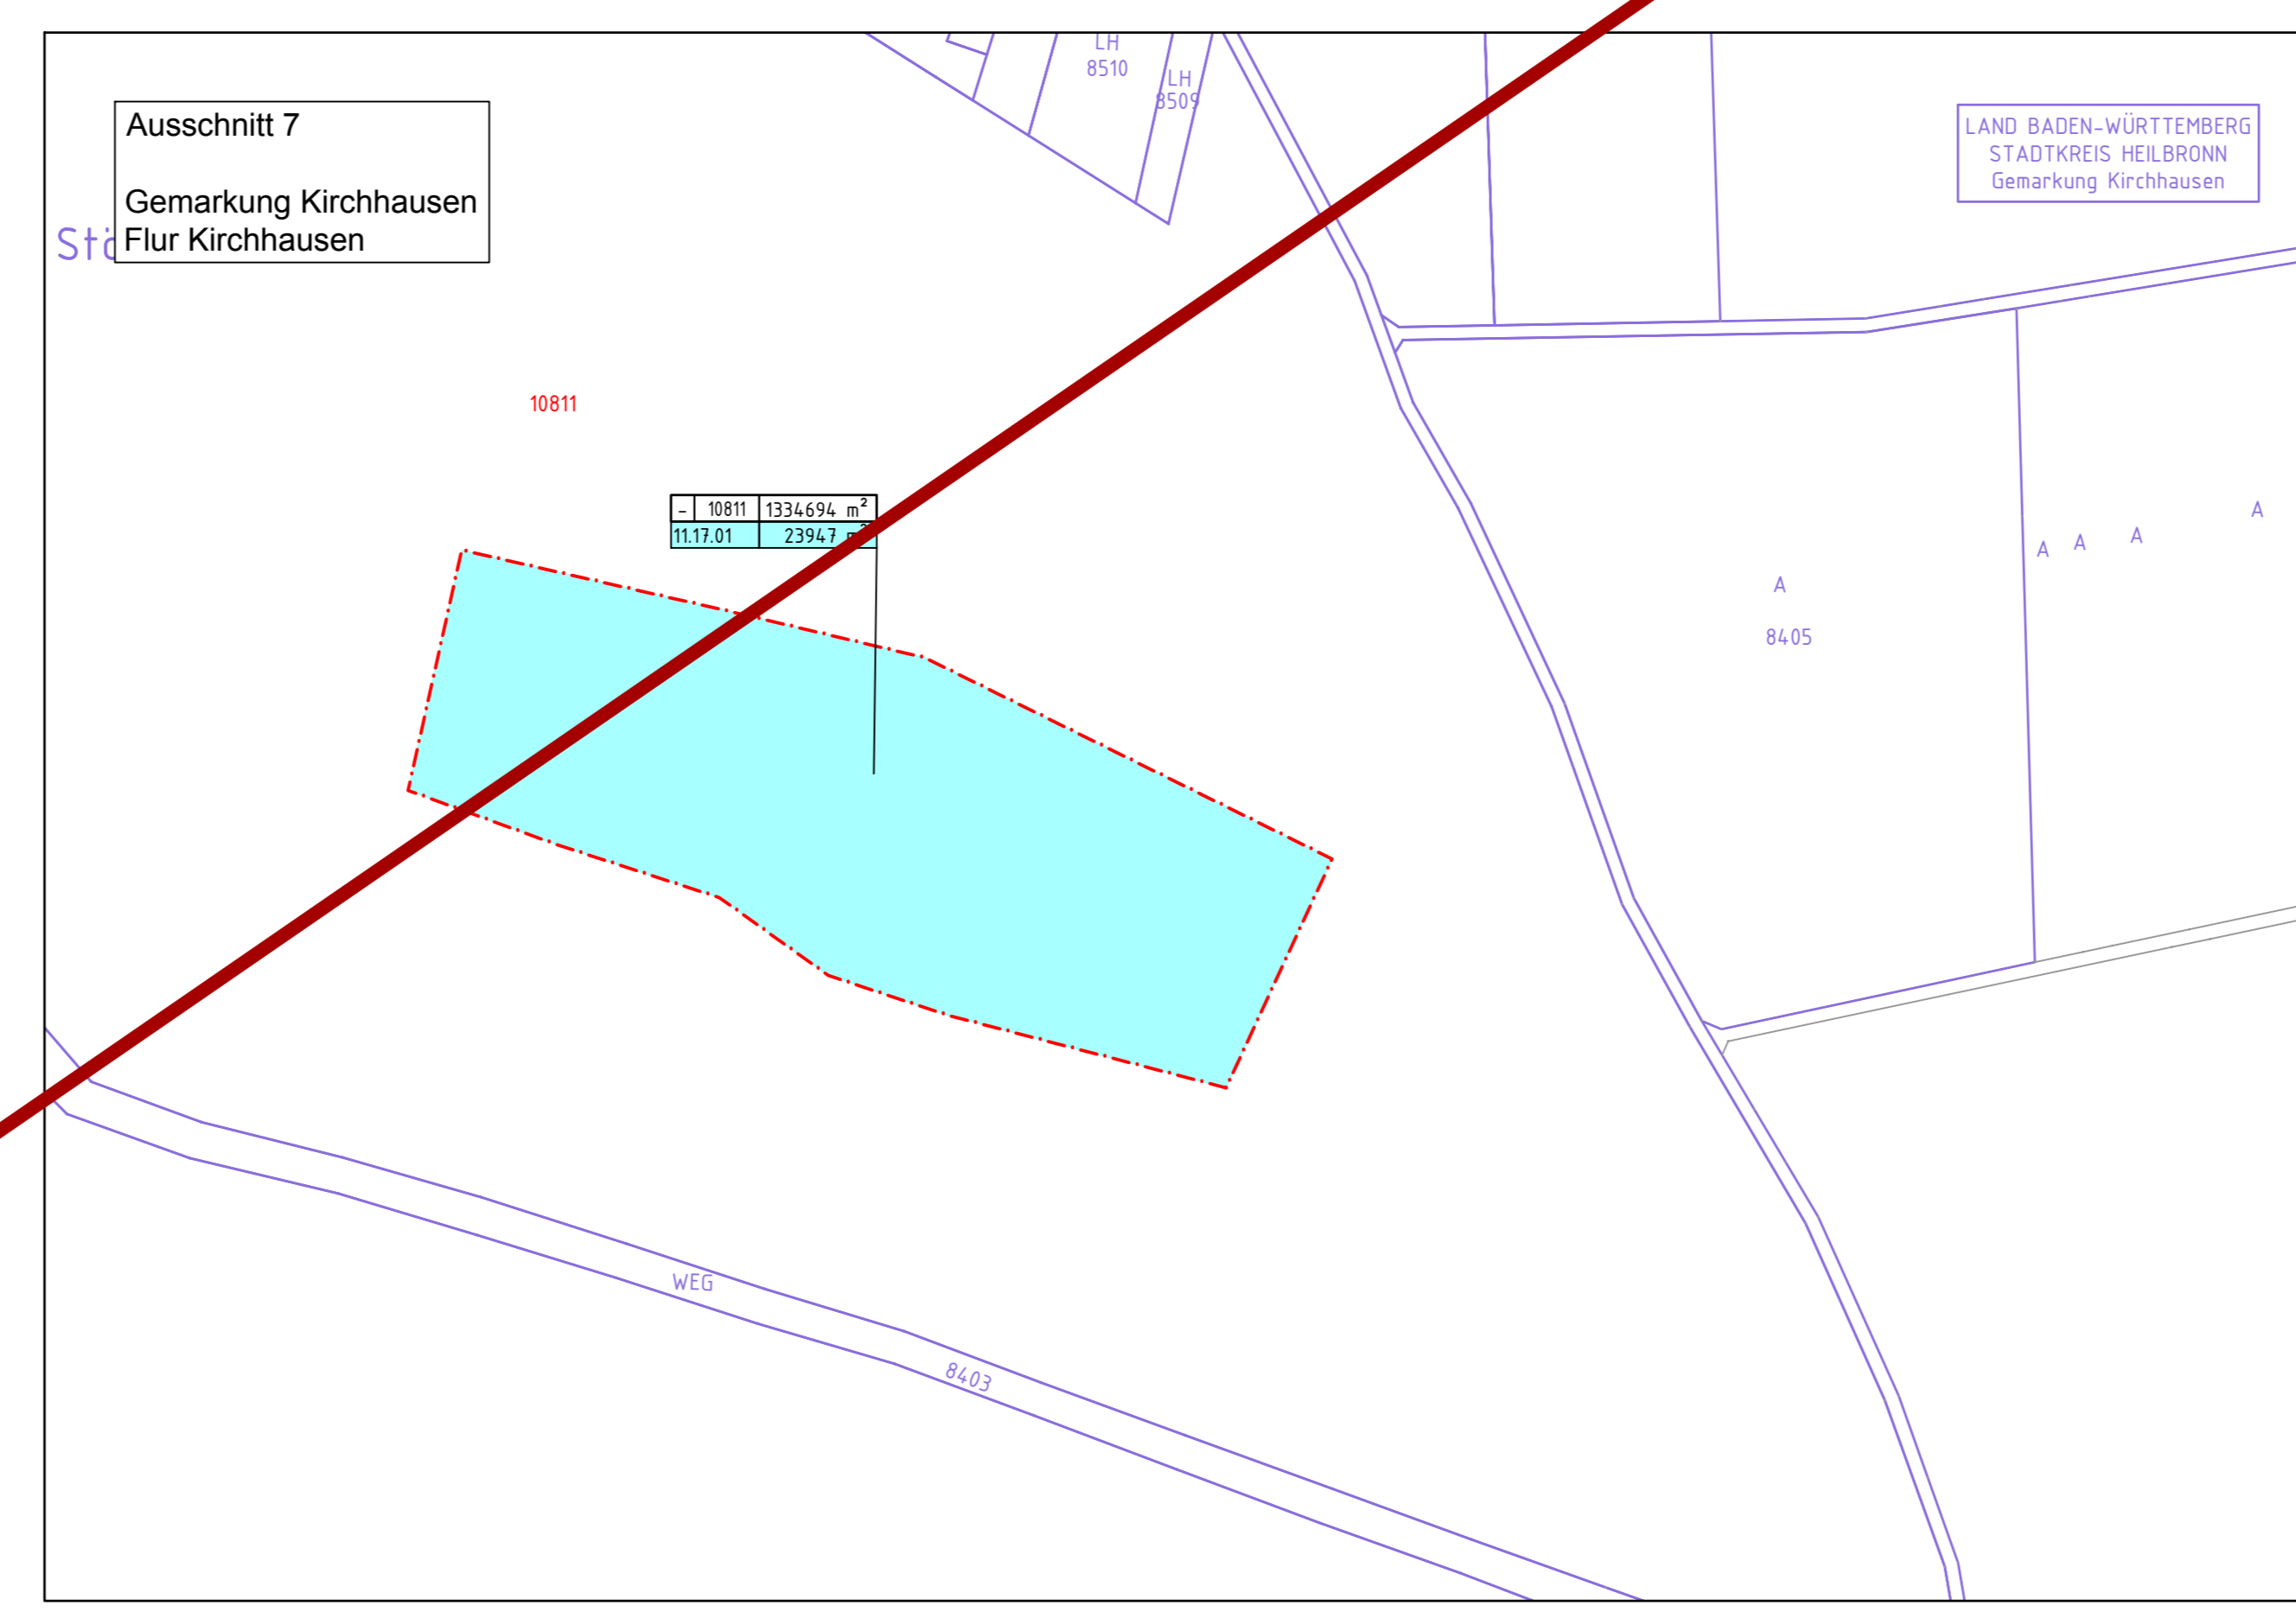 LH
8510
LH
8509
Ausschnitt 7
Gemarkung Kirchhausen
Flur Kirchhausen
LAND BADEN-WÜRTTEMBERG
STADTKREIS HEILBRONN
Gemarkung Kirchhausen
10811
- 10811 1334694 m²
11.17.01 23947 m²
A
A
A
A
A
8405
WEG
8403